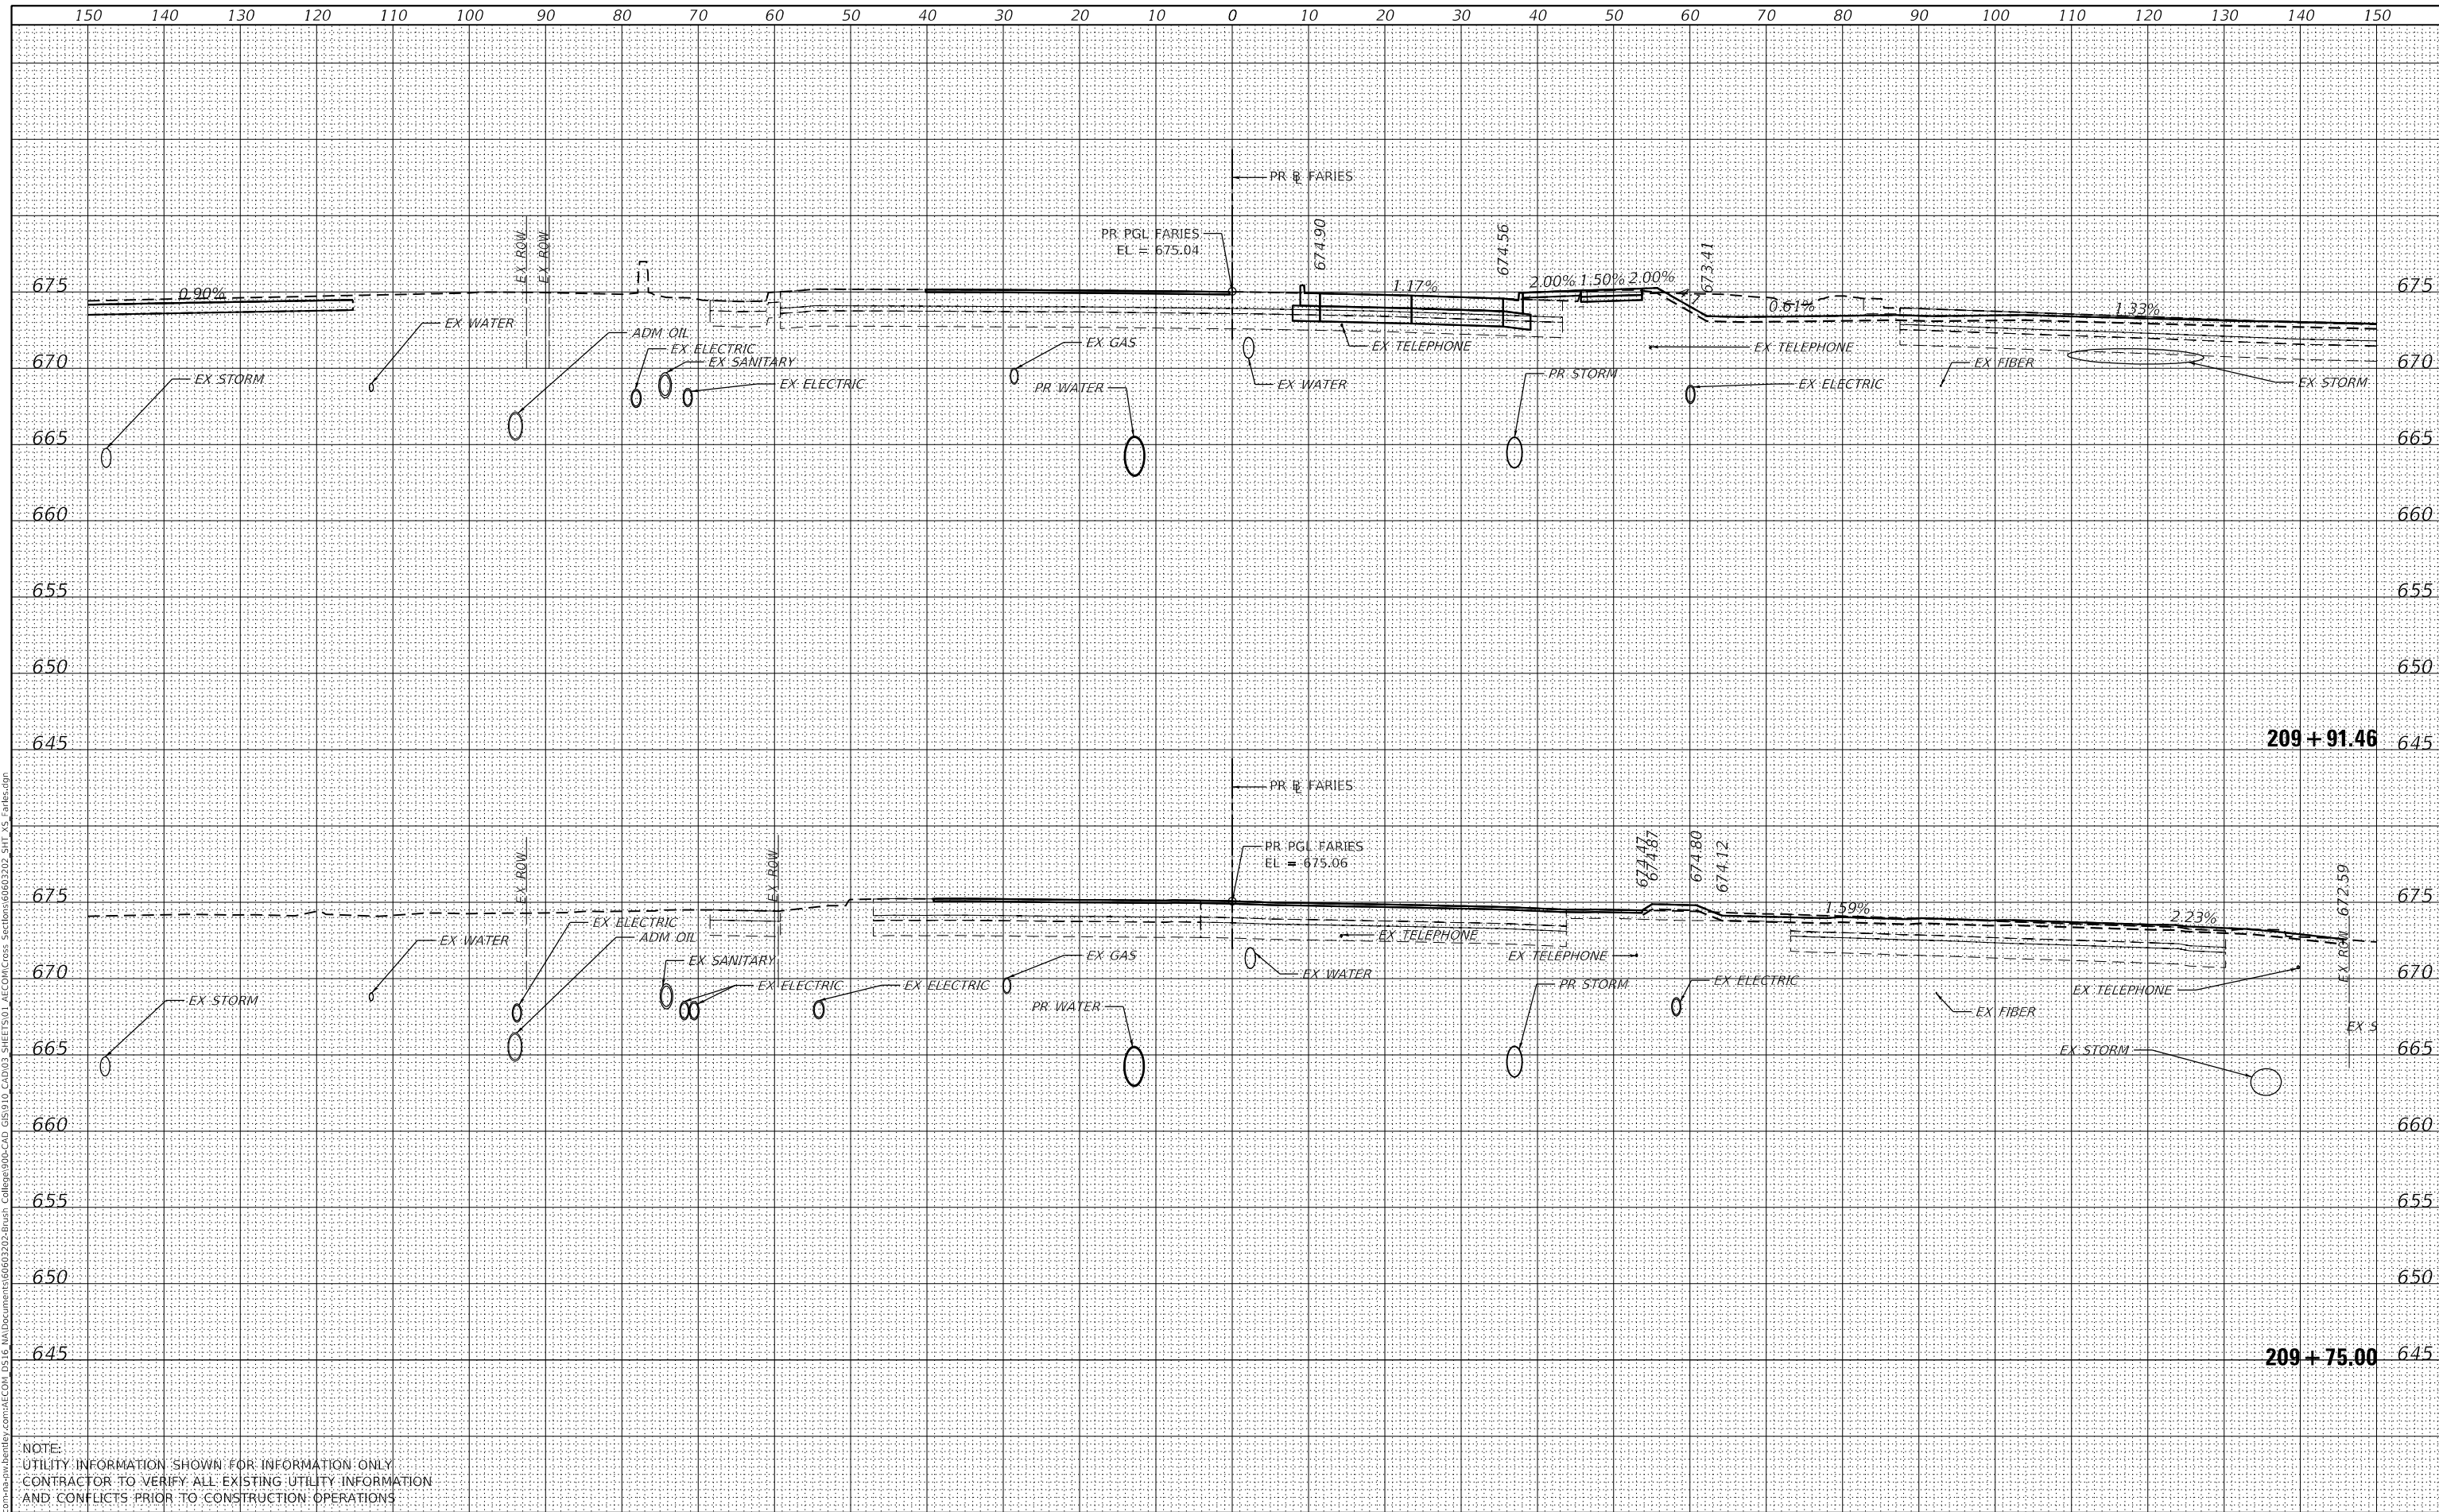 150 140 130 120 110 100 90 80 70 60 50 40 30 20 10 0 10 20 30 40 50 60 70 80 90 100 110 120 130 140 150
PR BL FARIES
PR PGL FARIES
EL = 675.04
674.90
674.56
673.41
EX ROW
EX ROW
675
0.90%
1.17%
2.00%
1.50%
2.00%
0.61%
1.33%
675
EX WATER
ADM OIL
EX ELECTRIC
EX SANITARY
EX GAS
EX TELEPHONE
EX TELEPHONE
670
EX FIBER
670
EX STORM
EX ELECTRIC
PR WATER
EX WATER
PR STORM
EX ELECTRIC
EX STORM
665
665
660
660
655
655
650
650
645
209 + 91.46
645
PR BL FARIES
PR PGL FARIES
EL = 675.06
674.47
674.87
674.80
674.12
672.59
EX ROW
EX ROW
EX ROW
675
1.59%
2.23%
675
EX ELECTRIC
ADM OIL
EX WATER
EX TELEPHONE
EX SANITARY
EX GAS
EX TELEPHONE
670
EX WATER
670
EX STORM
EX ELECTRIC
EX ELECTRIC
PR STORM
EX ELECTRIC
EX TELEPHONE
PR WATER
EX FIBER
EX S
665
EX STORM
665
660
660
655
655
650
650
645
209 + 75.00
645
NOTE:
UTILITY INFORMATION SHOWN FOR INFORMATION ONLY
CONTRACTOR TO VERIFY ALL EXISTING UTILITY INFORMATION
AND CONFLICTS PRIOR TO CONSTRUCTION OPERATIONS